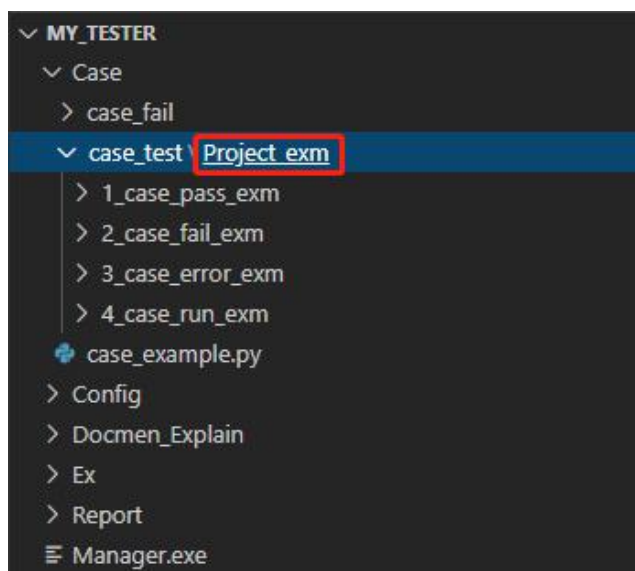 MY_TESTER
Case
case_fail
case_test \ Project_exm
1_case_pass_exm
2_case_fail_exm
3_case_error_exm
4_case_run_exm
case_example.py
Config
Docmen_Explain
Ex
Report
Manager.exe